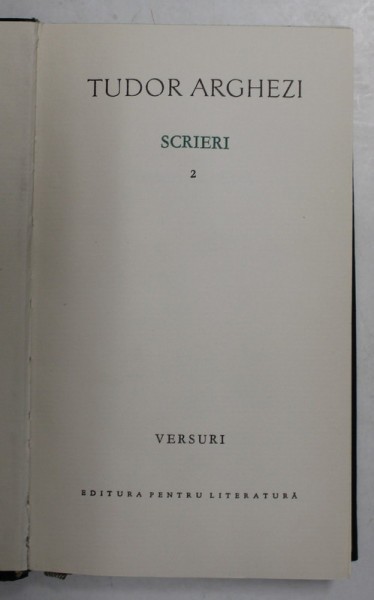 TUDOR ARGHEZI
SCRIERI
2
VERSURI
EDITURA PENTRU LITERATURĂ